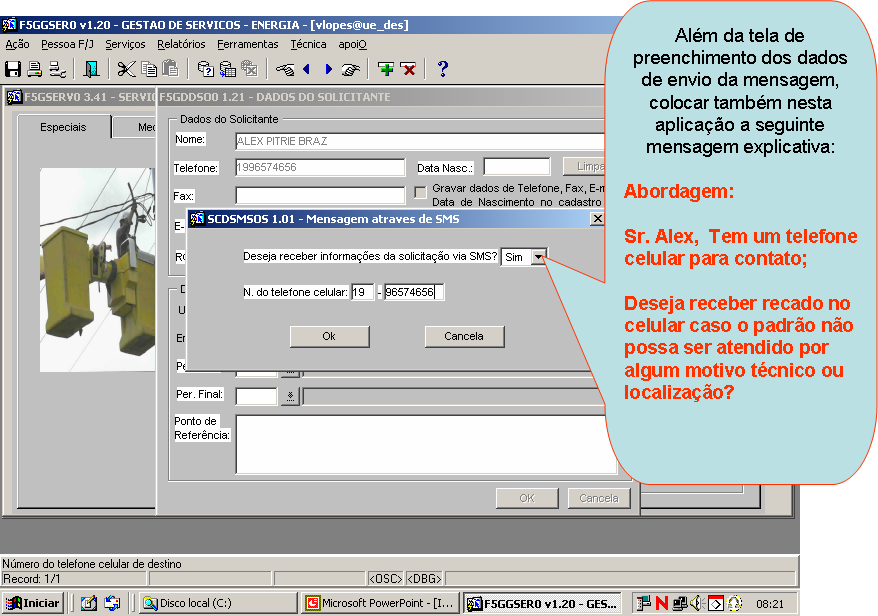 F5GGSER0 v1.20 - GESTAO DE SERVICOS - ENERGIA - [vlopes@ue_des]
Ação Pessoa F/J Serviços Relatórios Ferramentas Técnica apoiO
F5GSERV0 3.41 - SERVI
F5GDDSO0 1.21 - DADOS DO SOLICITANTE
Especiais
Dados do Solicitante
Nome: ALEX PITRIE BRAZ
Telefone: 1996574656 Data Nasc.: Limpa
Fax: Gravar dados de Telefone, Fax, E-m
Data de Nascimento no cadastro
E-
SCDSMSOS 1.01 - Mensagem atraves de SMS
Deseja receber informações da solicitação via SMS? Sim
N. do telefone celular: 19 - 96574656
Ok Cancela
Per. Final:
Ponto de
Referência:
OK Cancela
Número do telefone celular de destino
Record: 1/1 <OSC> <DBG>
Iniciar Disco local (C:) Microsoft PowerPoint - [I... F5GGSER0 v1.20 - GES... 08:21
Além da tela de
preenchimento dos dados
de envio da mensagem,
colocar também nesta
aplicação a seguinte
mensagem explicativa:
Abordagem:
Sr. Alex, Tem um telefone
celular para contato;
Deseja receber recado no
celular caso o padrão não
possa ser atendido por
algum motivo técnico ou
localização?